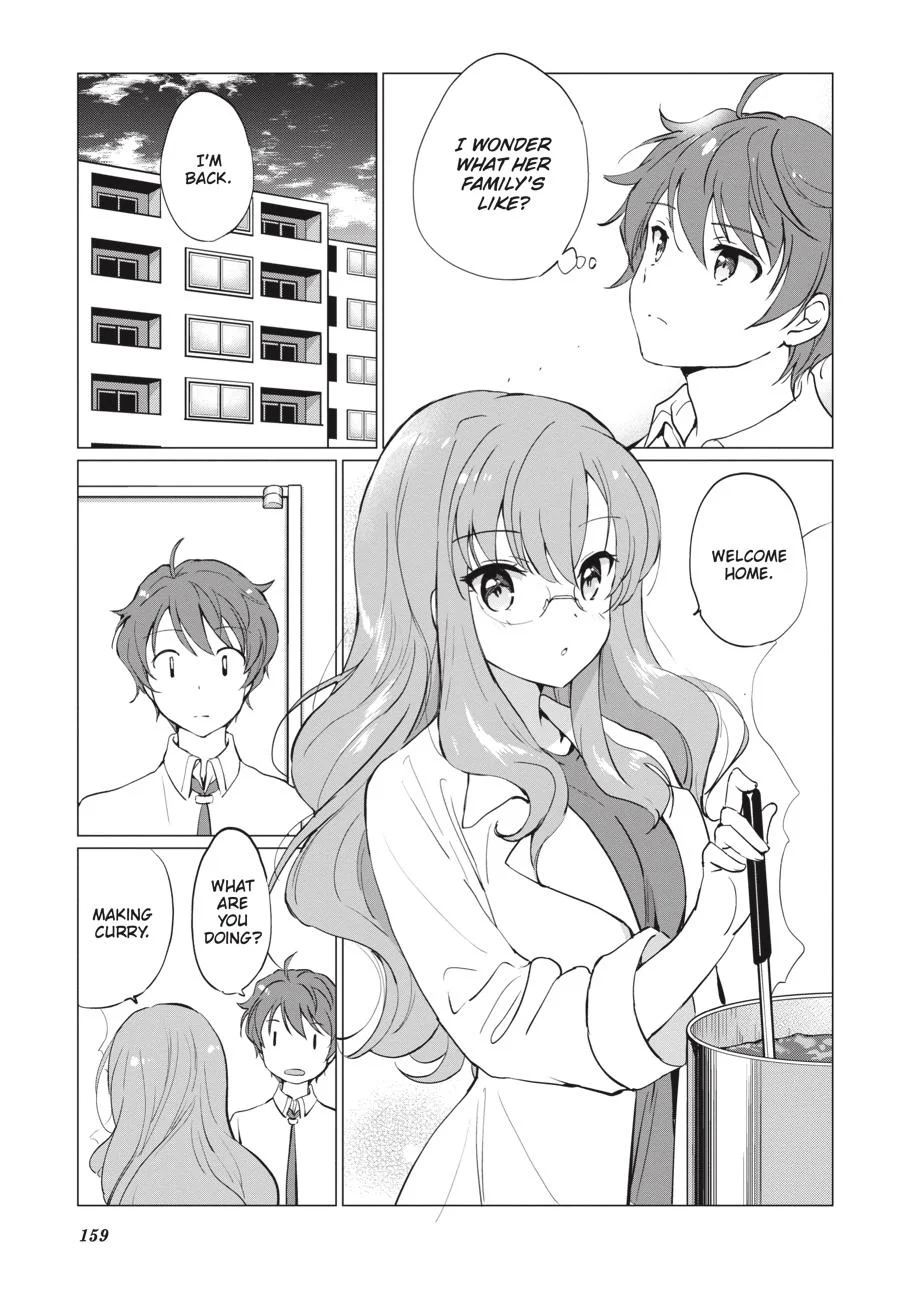 I WONDER
WHAT HER
FAMILY'S
LIKE?
I'M
BACK.
WELCOME
HOME.
WHAT
ARE
YOU
DOING?
MAKING
CURRY.
159